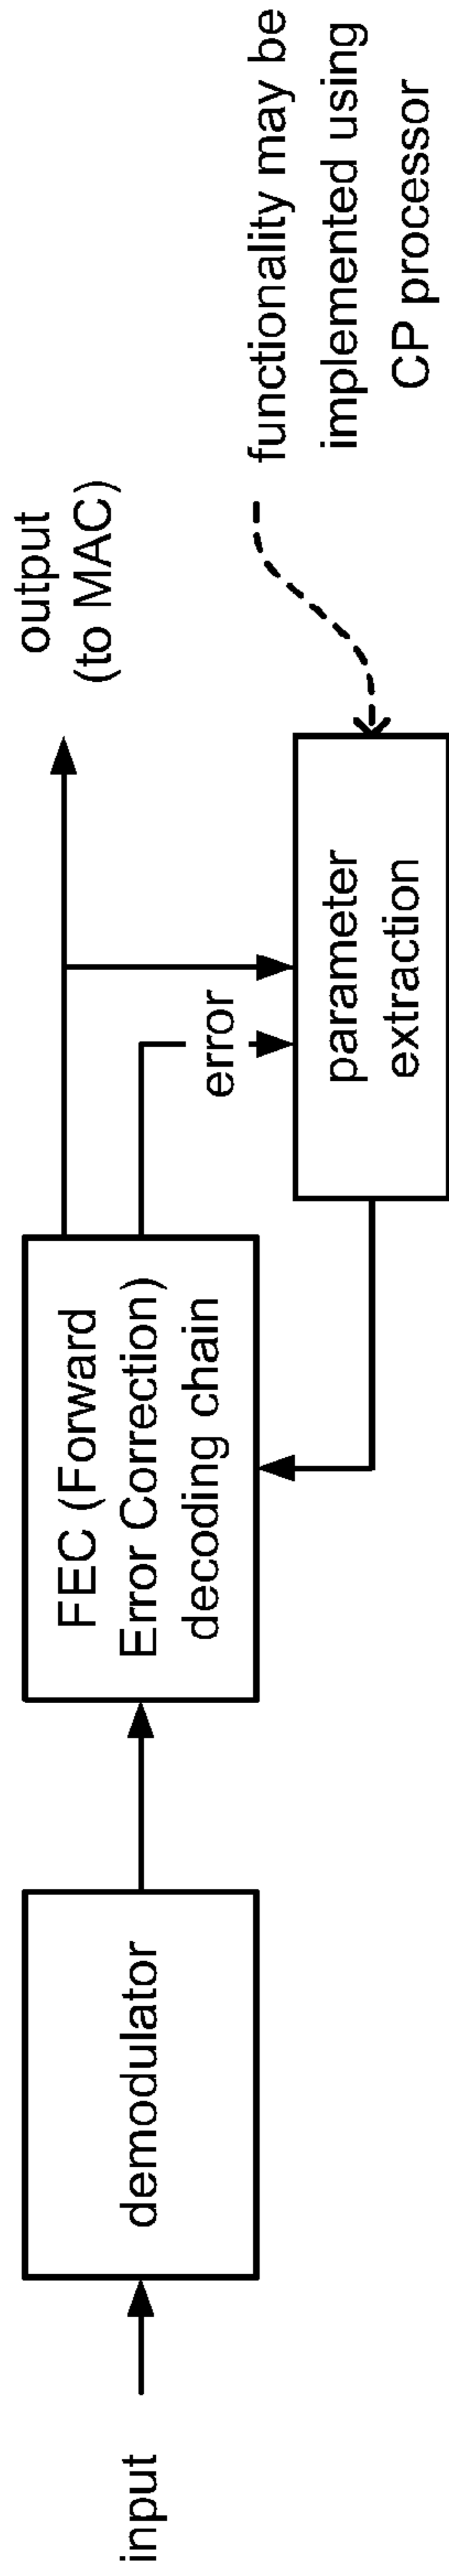 input
demodulator
FEC (Forward
Error Correction)
decoding chain
error
output
(to MAC)
parameter
extraction
functionality may be
implemented using
CP processor